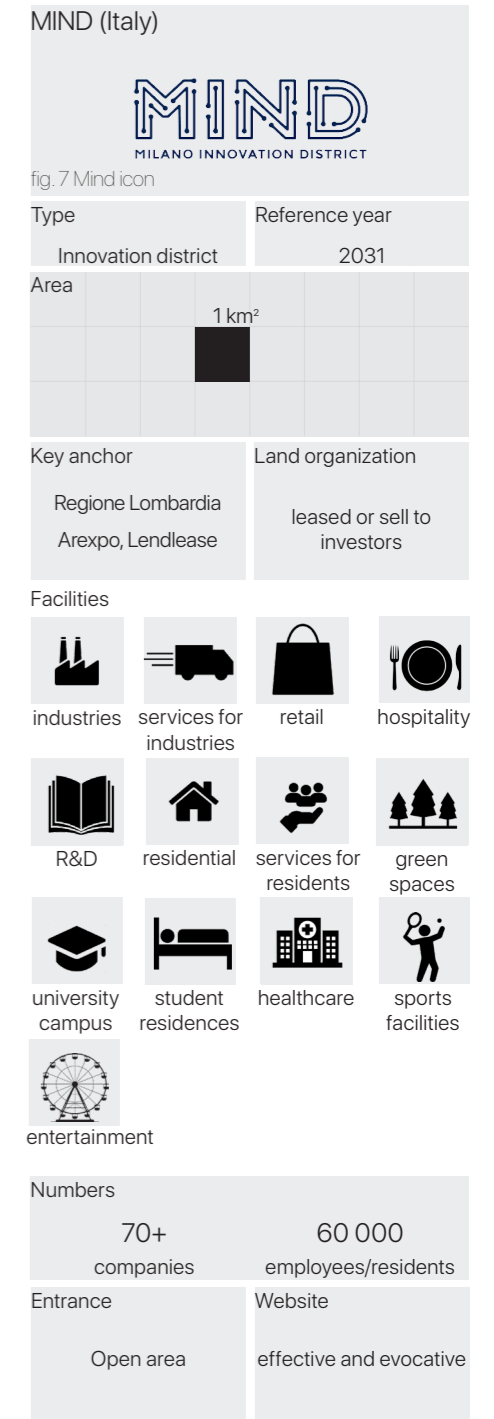 MIND (Italy)
MIND
MILANO INNOVATION DISTRICT
fig. 7 Mind icon
Type
Innovation district
Reference year
2031
Area
1 km²
Key anchor
Regione Lombardia
Arexpo, Lendlease
Land organization
leased or sell to
investors
Facilities
industries
services for
industries
retail
hospitality
R&D
residential
services for
residents
green
spaces
university
campus
student
residences
healthcare
sports
facilities
entertainment
Numbers
70+
companies
60 000
employees/residents
Entrance
Open area
Website
effective and evocative